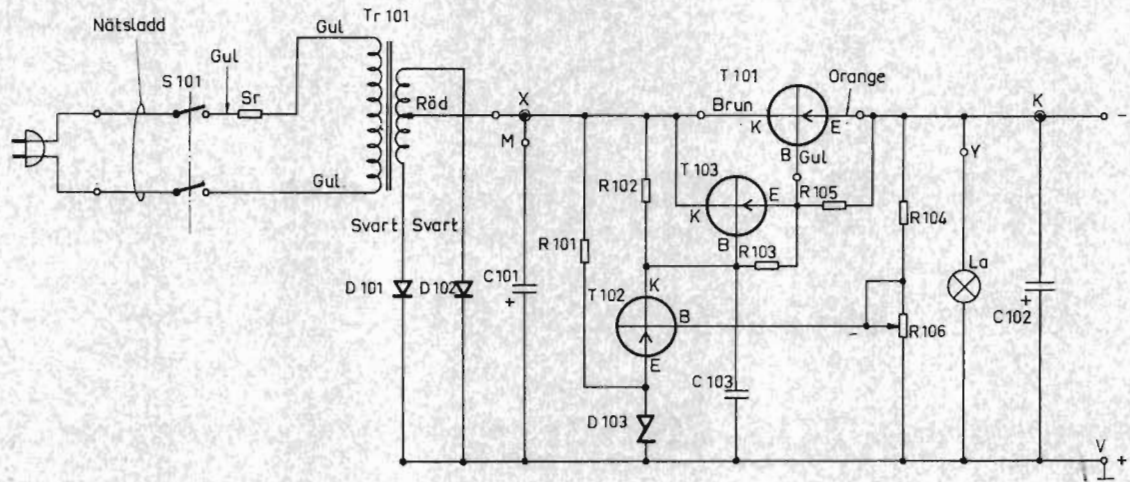 Nätsladd
Gul
Tr 101
S 101
Gul
Sr
Röd
X
Brun
T 101
Orange
K
-
K
E
M
B
Gul
Y
Gul
T 103
R 102
K
E
R 105
R 104
Svart Svart
R 101
B
R 103
La
D 101
D 102
C 101
+
K
T 102
B
-
R 106
+
C 102
E
C 103
D 103
V
+